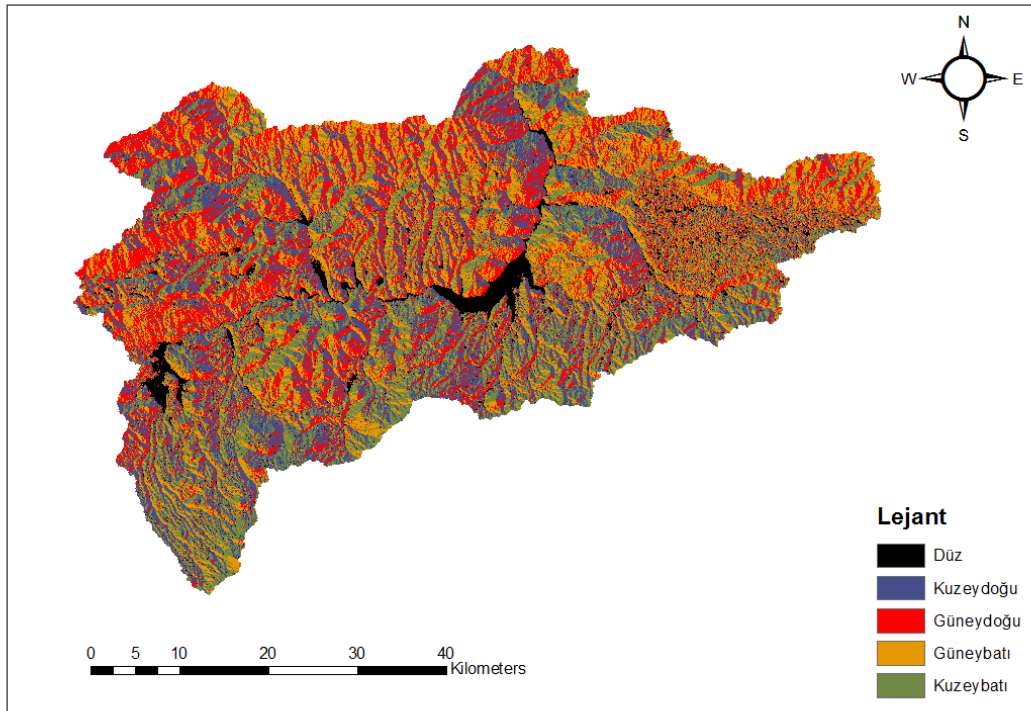 N
W E
S
Lejant
Düz
Kuzeydoğu
Güneydoğu
Güneybatı
Kuzeybatı
0 5 10 20 30 40
Kilometers